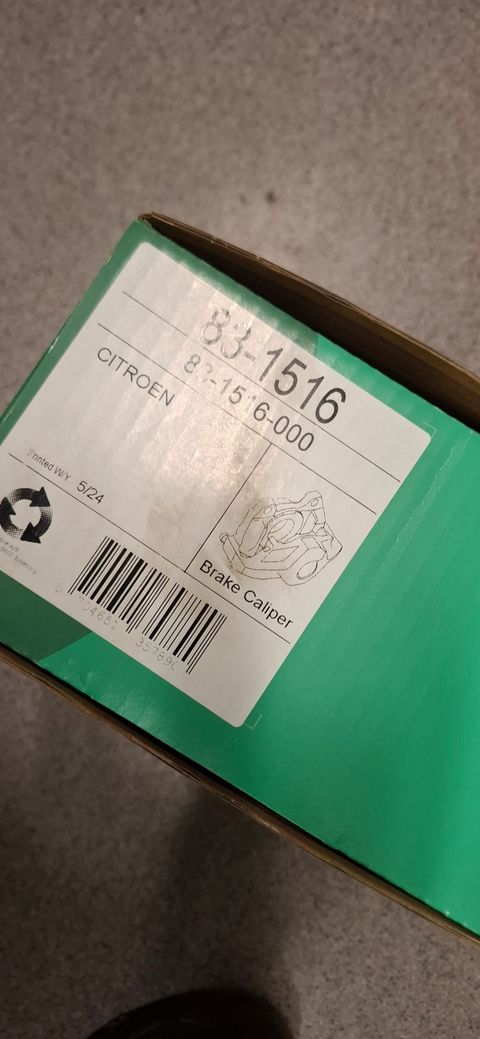 83-1516
83-1516-000
CITROEN
Printed W/Y 5/24
Brake Caliper